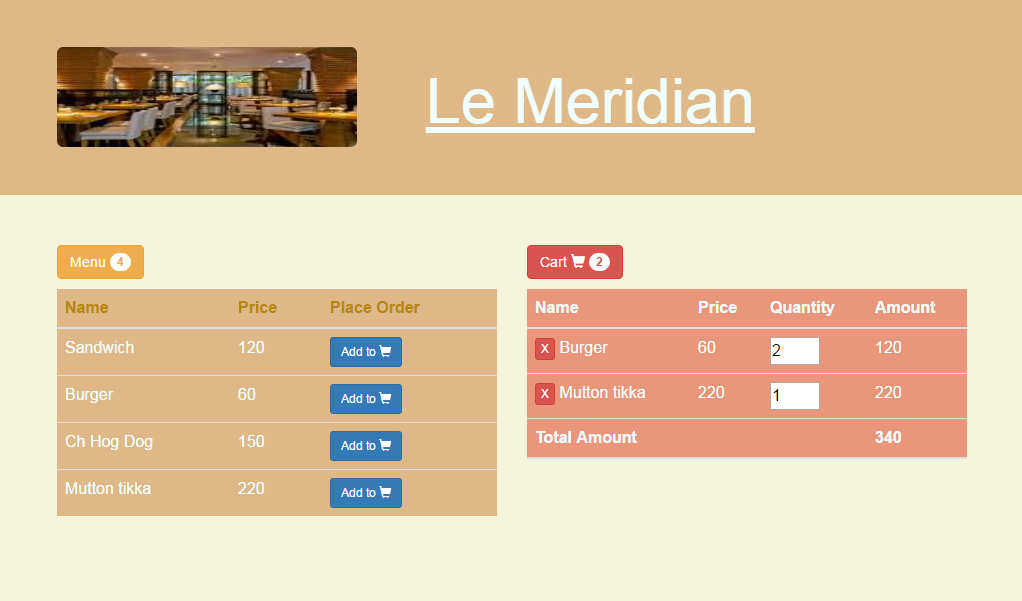 Le Meridian
Menu 4
Name Price Place Order
Sandwich 120 Add to
Burger 60 Add to
Ch Hog Dog 150 Add to
Mutton tikka 220 Add to
Cart 2
Name Price Quantity Amount
X Burger 60 2 120
X Mutton tikka 220 1 220
Total Amount 340